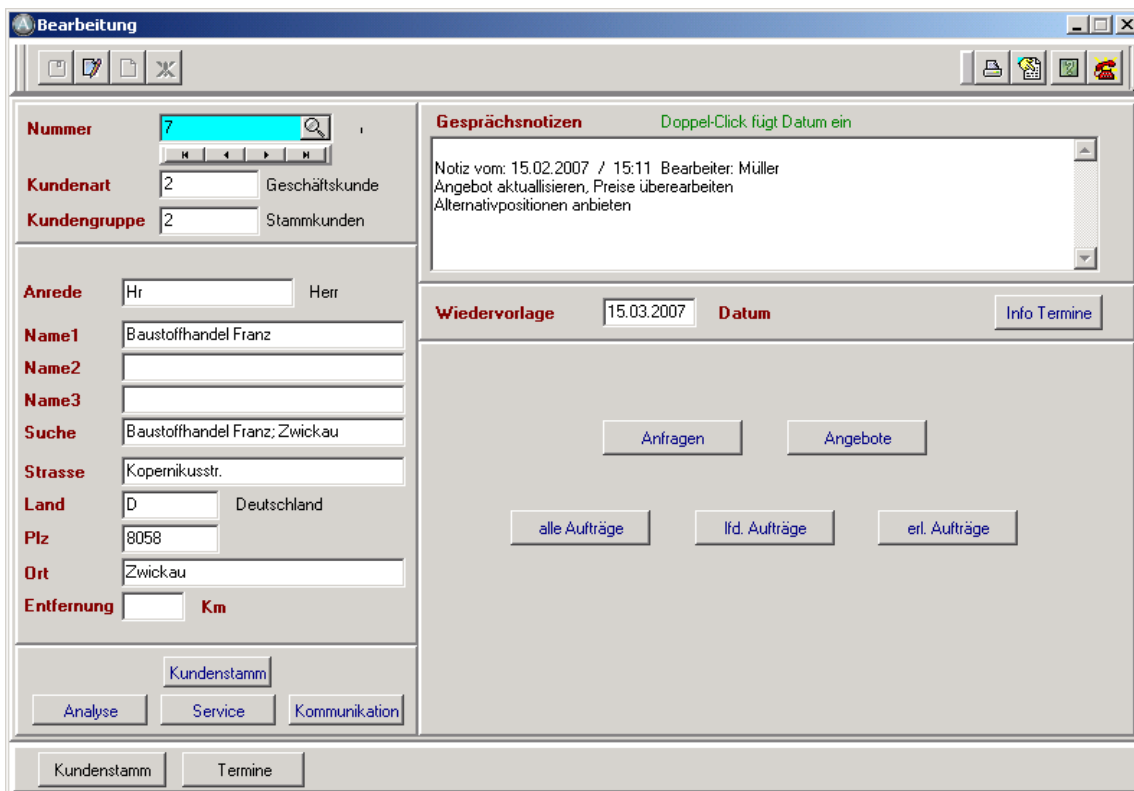 Bearbeitung
Nummer 7
Kundenart 2 Geschäftskunde
Kundengruppe 2 Stammkunden
Anrede Hr Herr
Name1 Baustoffhandel Franz
Name2
Name3
Suche Baustoffhandel Franz; Zwickau
Strasse Kopernikusstr.
Land D Deutschland
Plz 8058
Ort Zwickau
Entfernung Km
Kundenstamm
Analyse Service Kommunikation
Gesprächsnotizen Doppel-Click fügt Datum ein
Notiz vom: 15.02.2007 / 15:11 Bearbeiter: Müller
Angebot aktuallisieren, Preise überearbeiten
Alternativpositionen anbieten
Wiedervorlage 15.03.2007 Datum Info Termine
Anfragen Angebote
alle Aufträge lfd. Aufträge erl. Aufträge
Kundenstamm Termine